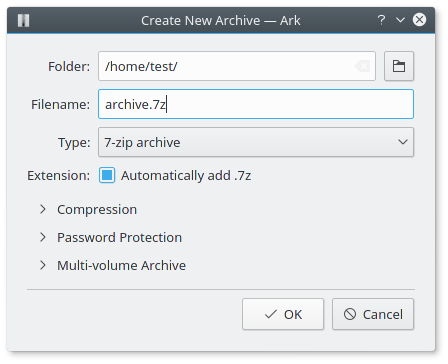 Create New Archive — Ark
Folder: /home/test/
Filename: archive.7z
Type: 7-zip archive
Extension: Automatically add .7z
Compression
Password Protection
Multi-volume Archive
OK Cancel